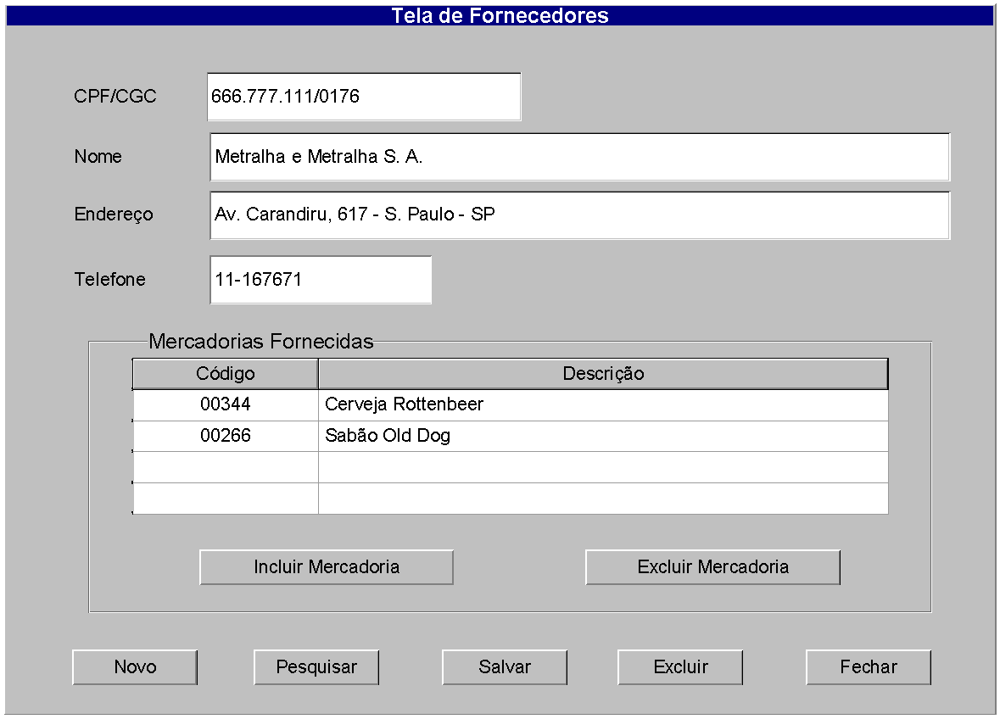 Tela de Fornecedores
CPF/CGC 666.777.111/0176
Nome Metralha e Metralha S. A.
Endereço Av. Carandiru, 617 - S. Paulo - SP
Telefone 11-167671
Mercadorias Fornecidas
Código Descrição
00344 Cerveja Rottenbeer
00266 Sabão Old Dog
Incluir Mercadoria Excluir Mercadoria
Novo Pesquisar Salvar Excluir Fechar